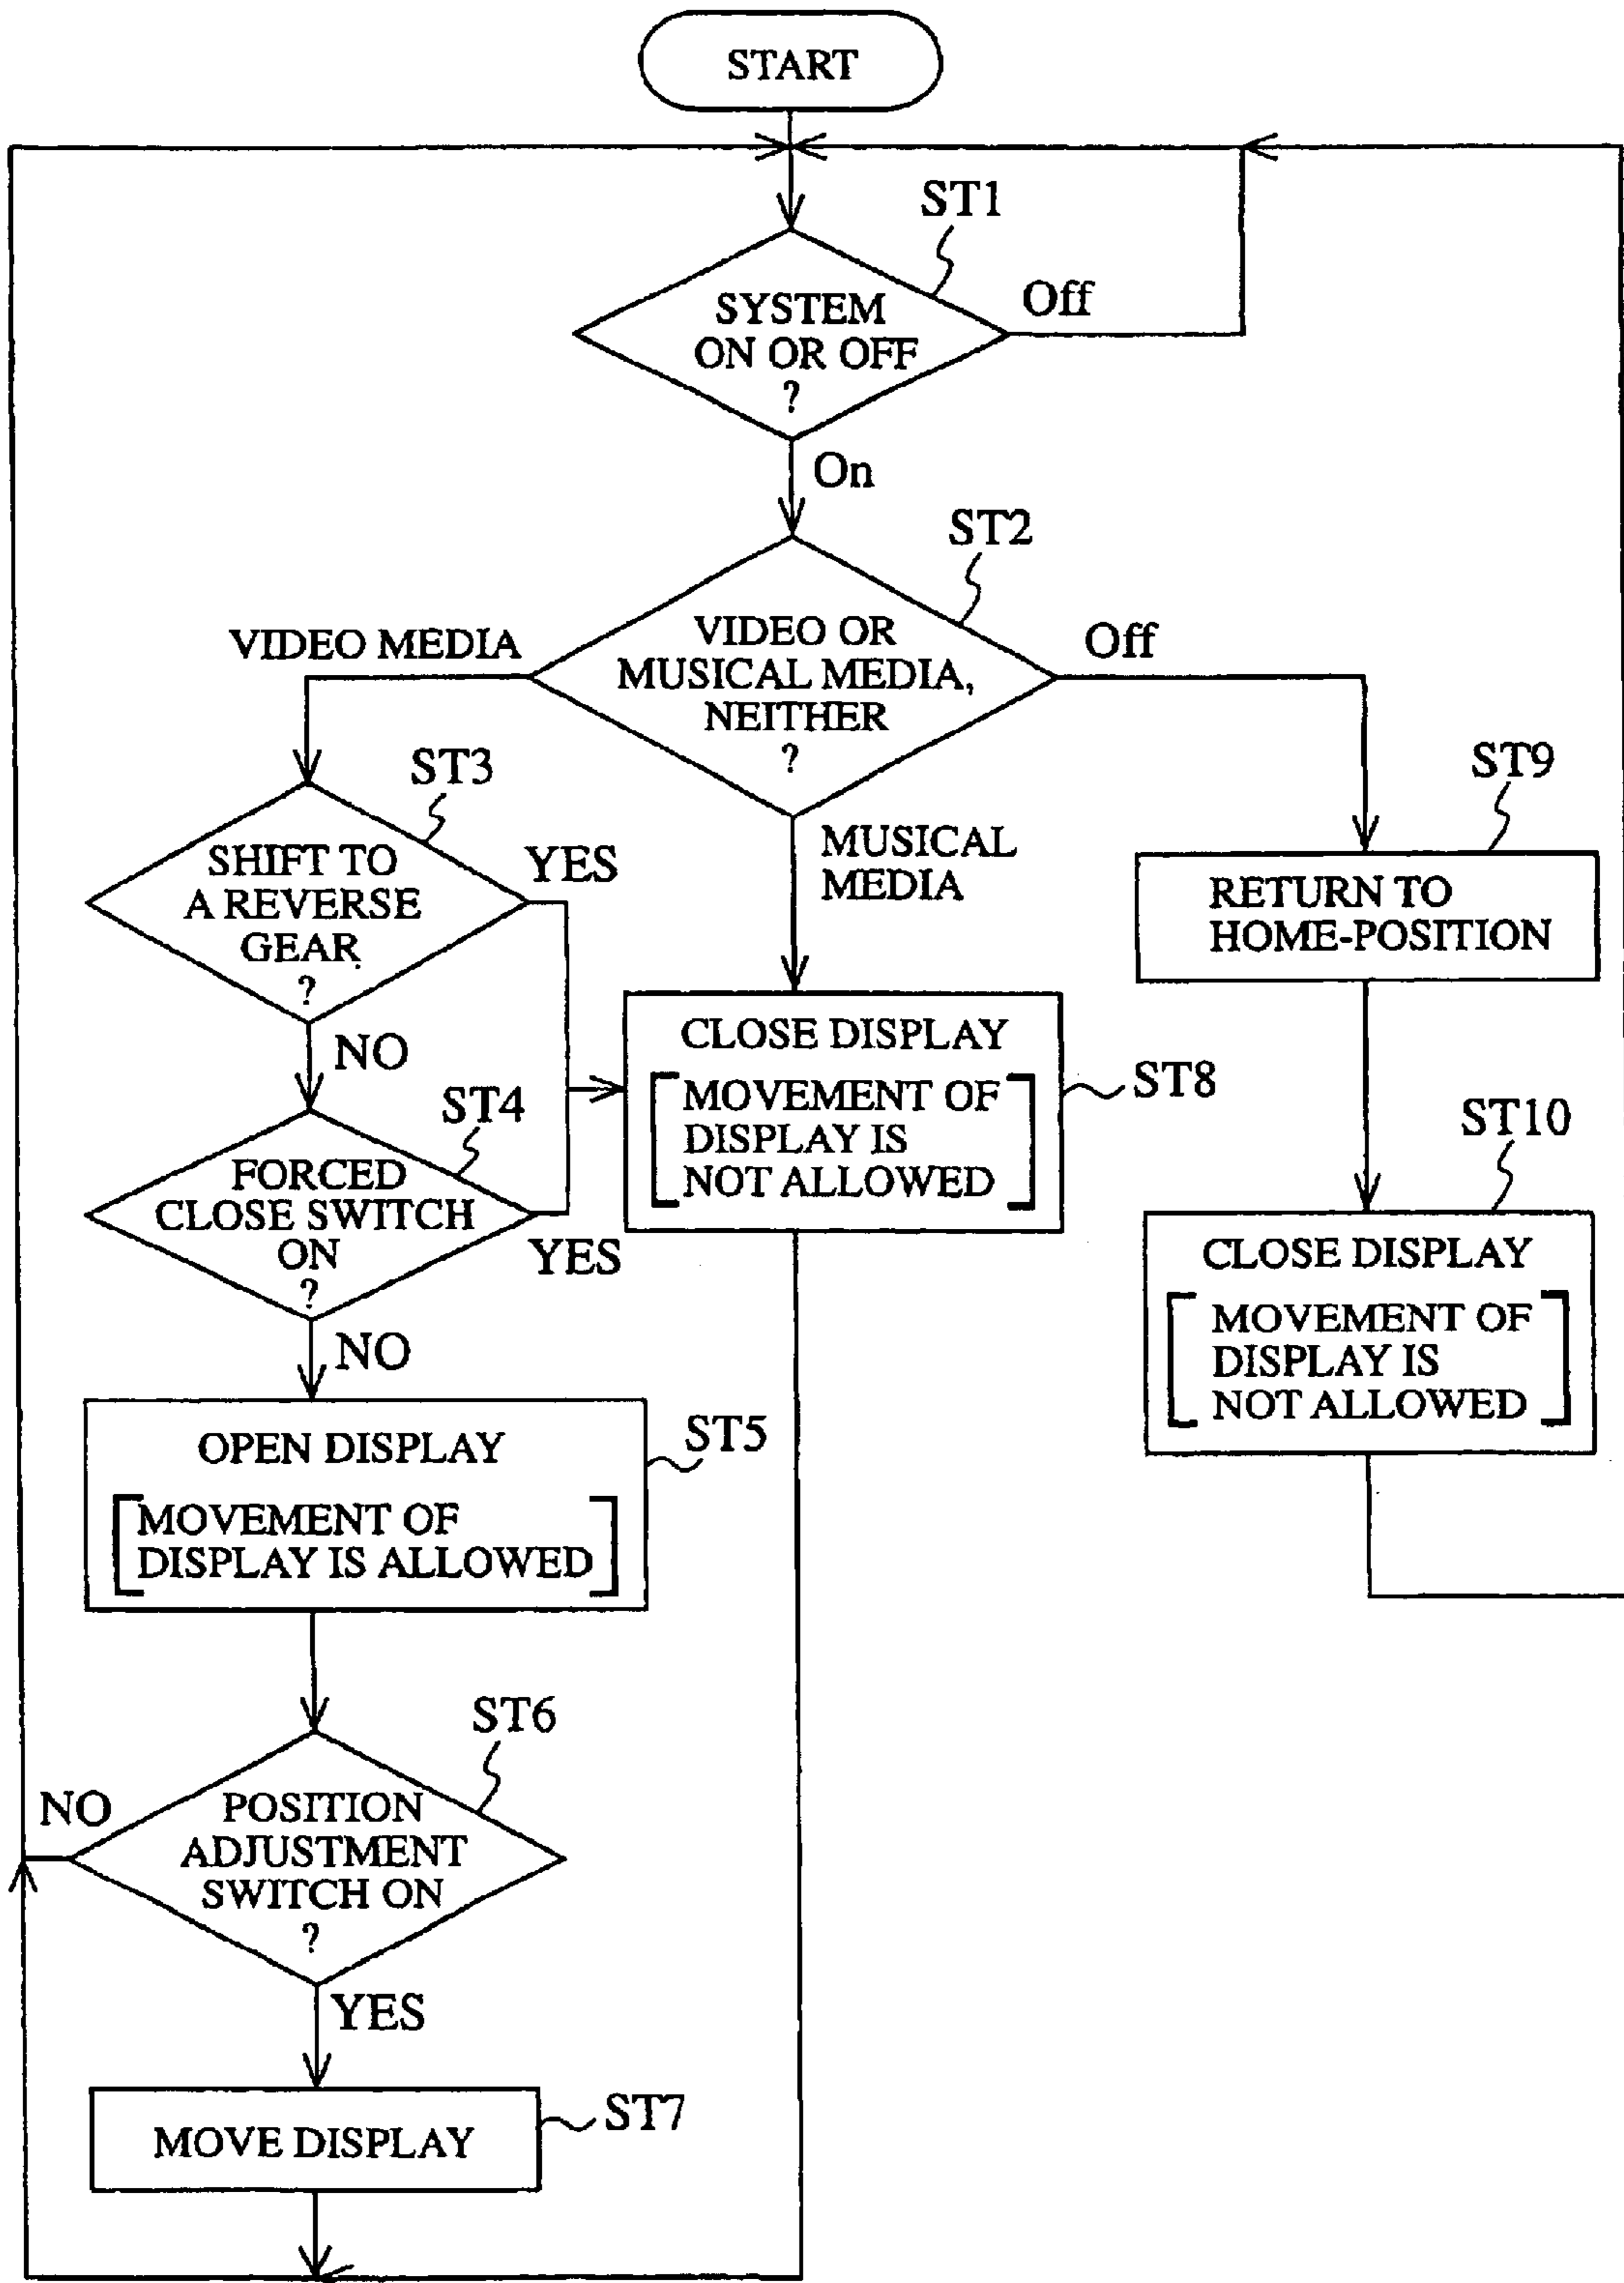 START
ST1
SYSTEM
ON OR OFF
?
Off
On
ST2
VIDEO OR
MUSICAL MEDIA,
NEITHER
?
VIDEO MEDIA
Off
MUSICAL
MEDIA
ST3
SHIFT TO
A REVERSE
GEAR
?
YES
NO
ST4
FORCED
CLOSE SWITCH
ON
?
YES
NO
CLOSE DISPLAY
MOVEMENT OF
DISPLAY IS
NOT ALLOWED
ST8
ST9
RETURN TO
HOME-POSITION
ST10
CLOSE DISPLAY
MOVEMENT OF
DISPLAY IS
NOT ALLOWED
ST5
OPEN DISPLAY
MOVEMENT OF
DISPLAY IS ALLOWED
ST6
NO
POSITION
ADJUSTMENT
SWITCH ON
?
YES
ST7
MOVE DISPLAY